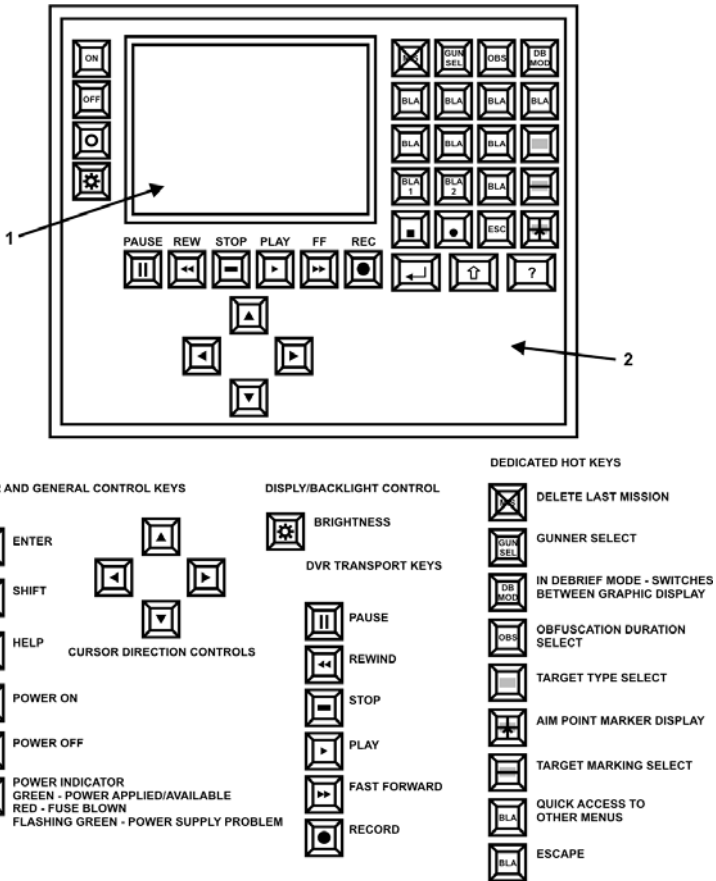 ON
OFF
M/S
GUN SEL
OBS
DB MOD
BLA BLA BLA BLA
BLA BLA BLA
BLA 1
BLA 2
BLA
ESC
?
1
PAUSE REW STOP PLAY FF REC
2
AND GENERAL CONTROL KEYS
ENTER
SHIFT
HELP
POWER ON
POWER OFF
POWER INDICATOR
GREEN - POWER APPLIED/AVAILABLE
RED - FUSE BLOWN
FLASHING GREEN - POWER SUPPLY PROBLEM
CURSOR DIRECTION CONTROLS
DISPLY/BACKLIGHT CONTROL
BRIGHTNESS
DVR TRANSPORT KEYS
PAUSE
REWIND
STOP
PLAY
FAST FORWARD
RECORD
DEDICATED HOT KEYS
DELETE LAST MISSION
GUN
SEL
GUNNER SELECT
DB
MOD
IN DEBRIEF MODE - SWITCHES
BETWEEN GRAPHIC DISPLAY
OBS
OBFUSCATION DURATION
SELECT
TARGET TYPE SELECT
AIM POINT MARKER DISPLAY
TARGET MARKING SELECT
BLA
QUICK ACCESS TO
OTHER MENUS
BLA
ESCAPE